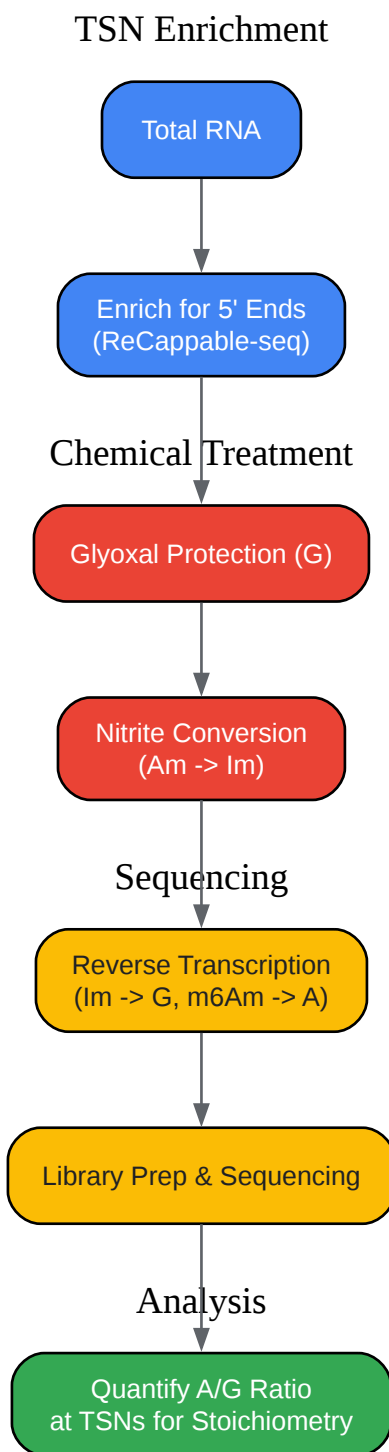 TSN Enrichment
Total RNA
Enrich for 5' Ends
(ReCappable-seq)
Chemical Treatment
Glyoxal Protection (G)
Nitrite Conversion
(Am -> Im)
Sequencing
Reverse Transcription
(Im -> G, m6Am -> A)
Library Prep & Sequencing
Analysis
Quantify A/G Ratio
at TSNs for Stoichiometry